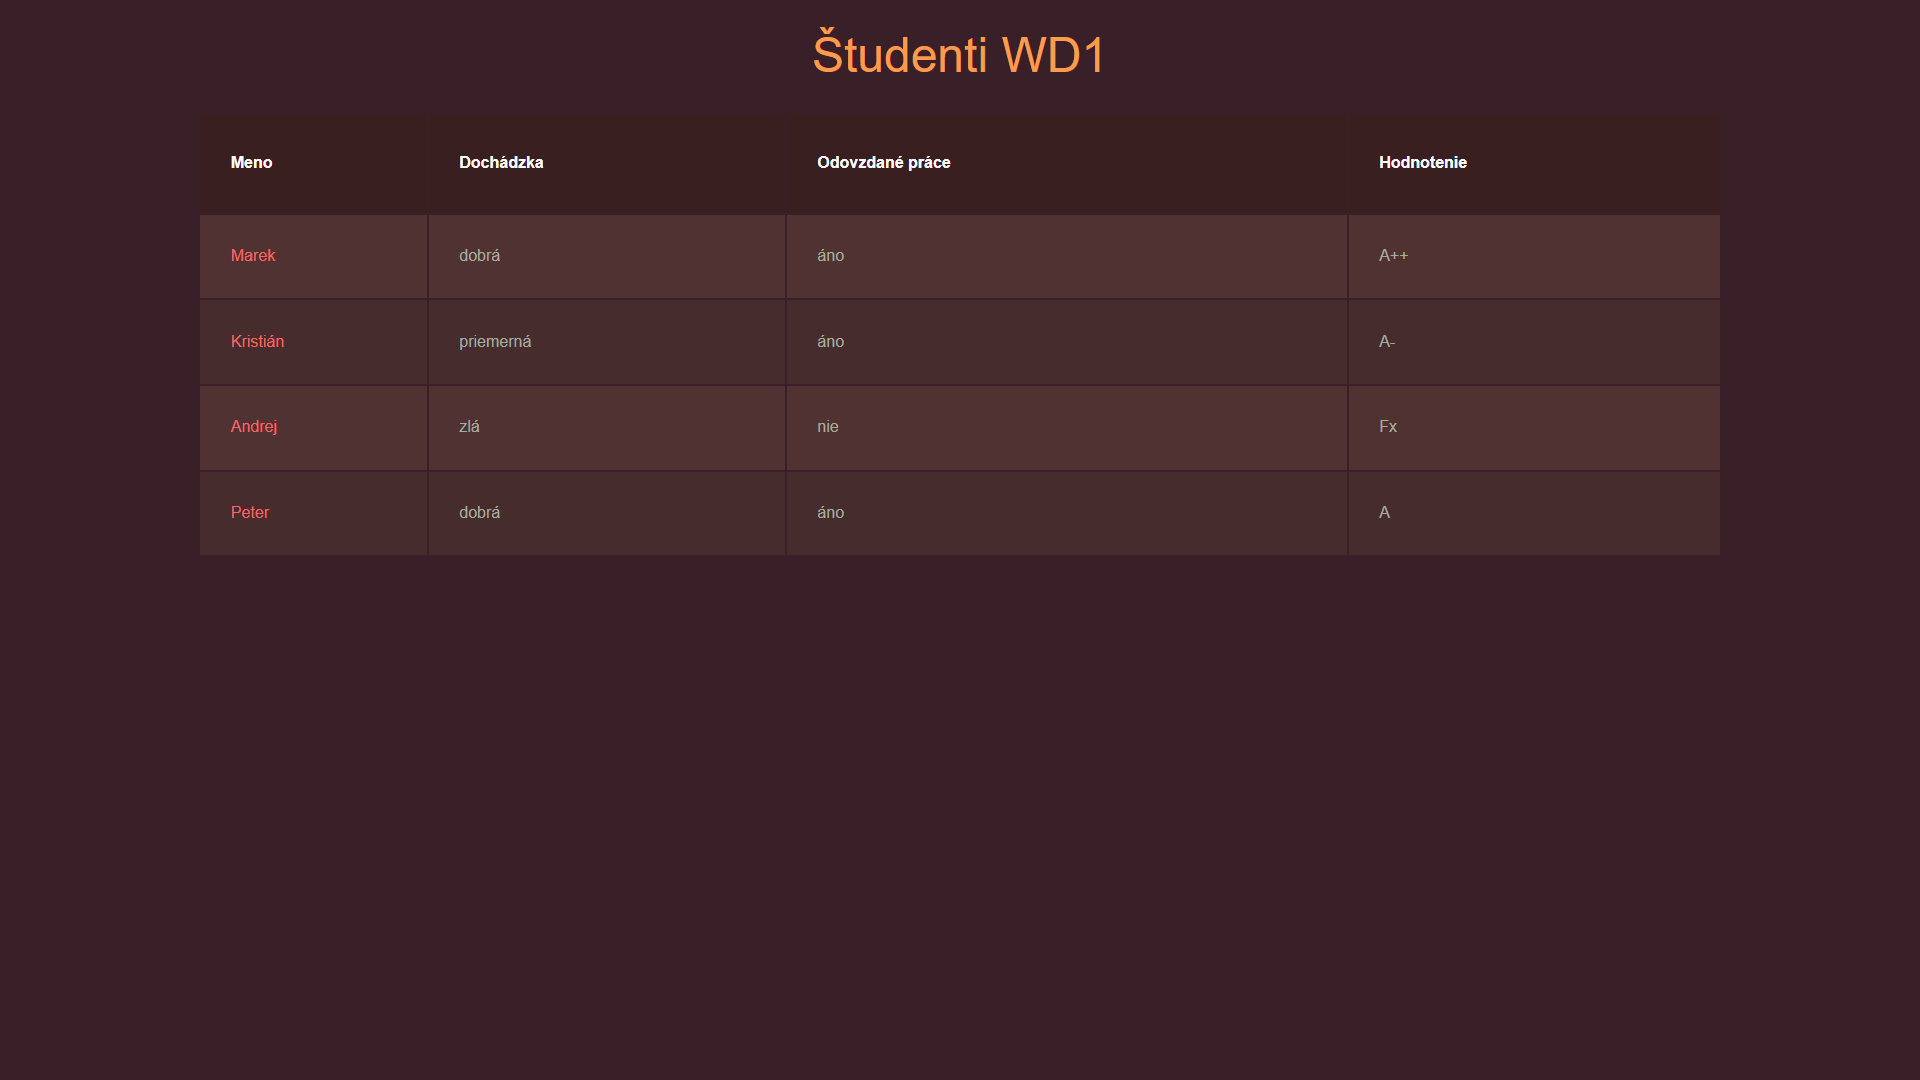 Študenti WD1
Meno Dochádzka Odovzdané práce Hodnotenie
Marek dobrá áno A++
Kristián priemerná áno A-
Andrej zlá nie Fx
Peter dobrá áno A